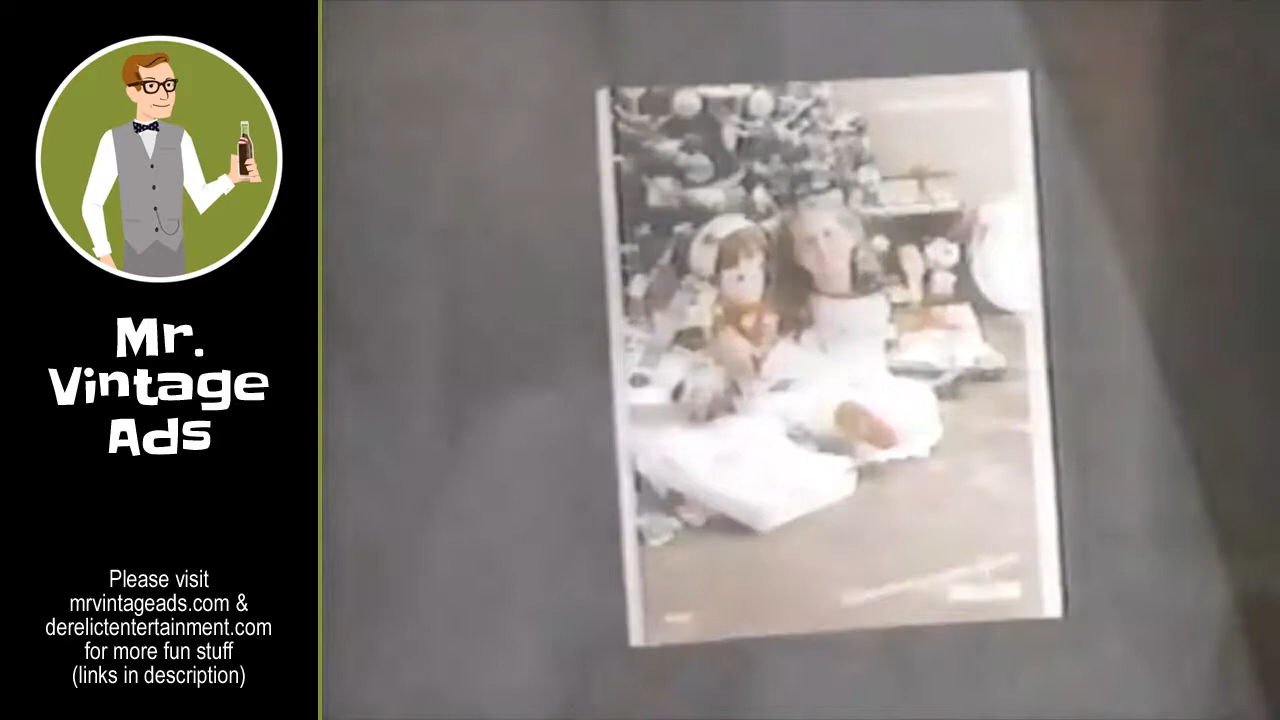 Mr.
Vintage
Ads
Please visit
mrvintageads.com &
derelictentertainment.com
for more fun stuff
(links in description)